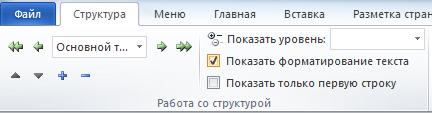 Файл Структура Меню Главная Вставка Разметка стран
Основной т... Показать уровень:
Показать форматирование текста
Показать только первую строку
Работа со структурой